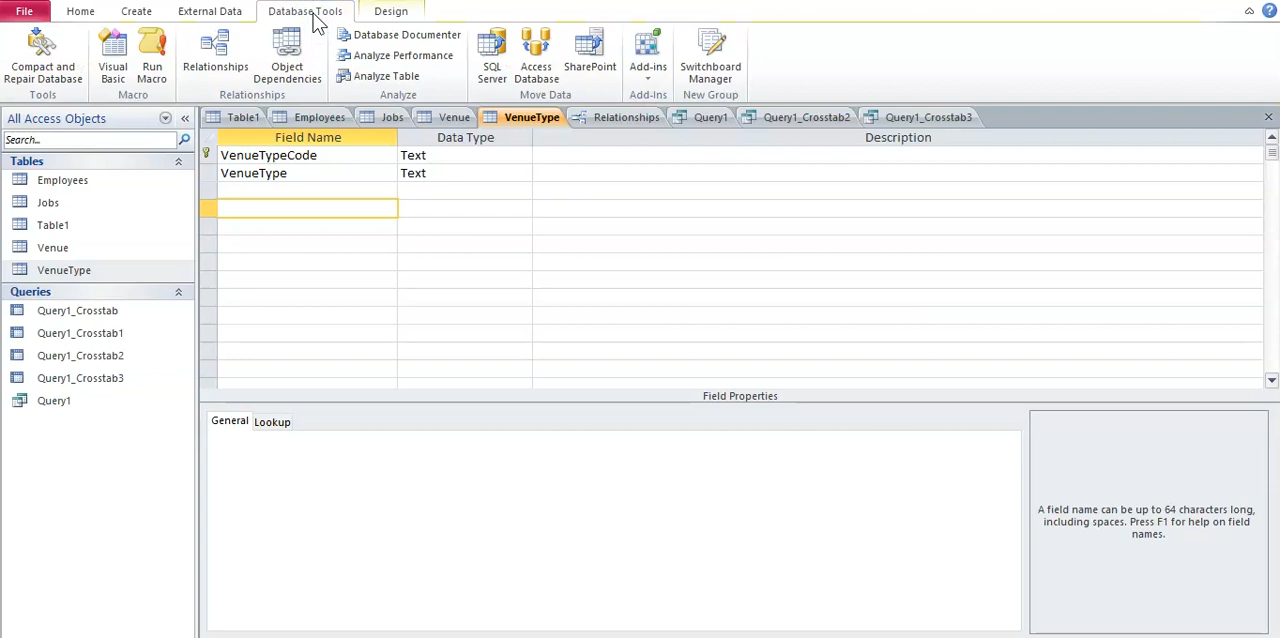 File Home Create External Data Database Tools Design
Compact and Repair Database
Visual Basic
Run Macro
Relationships
Object Dependencies
Database Documenter
Analyze Performance
Analyze Table
SQL Server
Access Database
SharePoint
Add-ins
Switchboard Manager
Tools Macro Relationships Analyze Move Data Add-Ins New Group
All Access Objects
Table1 Employees Jobs Venue VenueType Relationships Query1 Query1_Crosstab2 Query1_Crosstab3
Search...
Tables
Employees
Jobs
Table1
Venue
VenueType
Queries
Query1_Crosstab
Query1_Crosstab1
Query1_Crosstab2
Query1_Crosstab3
Query1
Field Name Data Type Description
VenueTypeCode Text
VenueType Text
Field Properties
General Lookup
A field name can be up to 64 characters long,
including spaces. Press F1 for help on field
names.